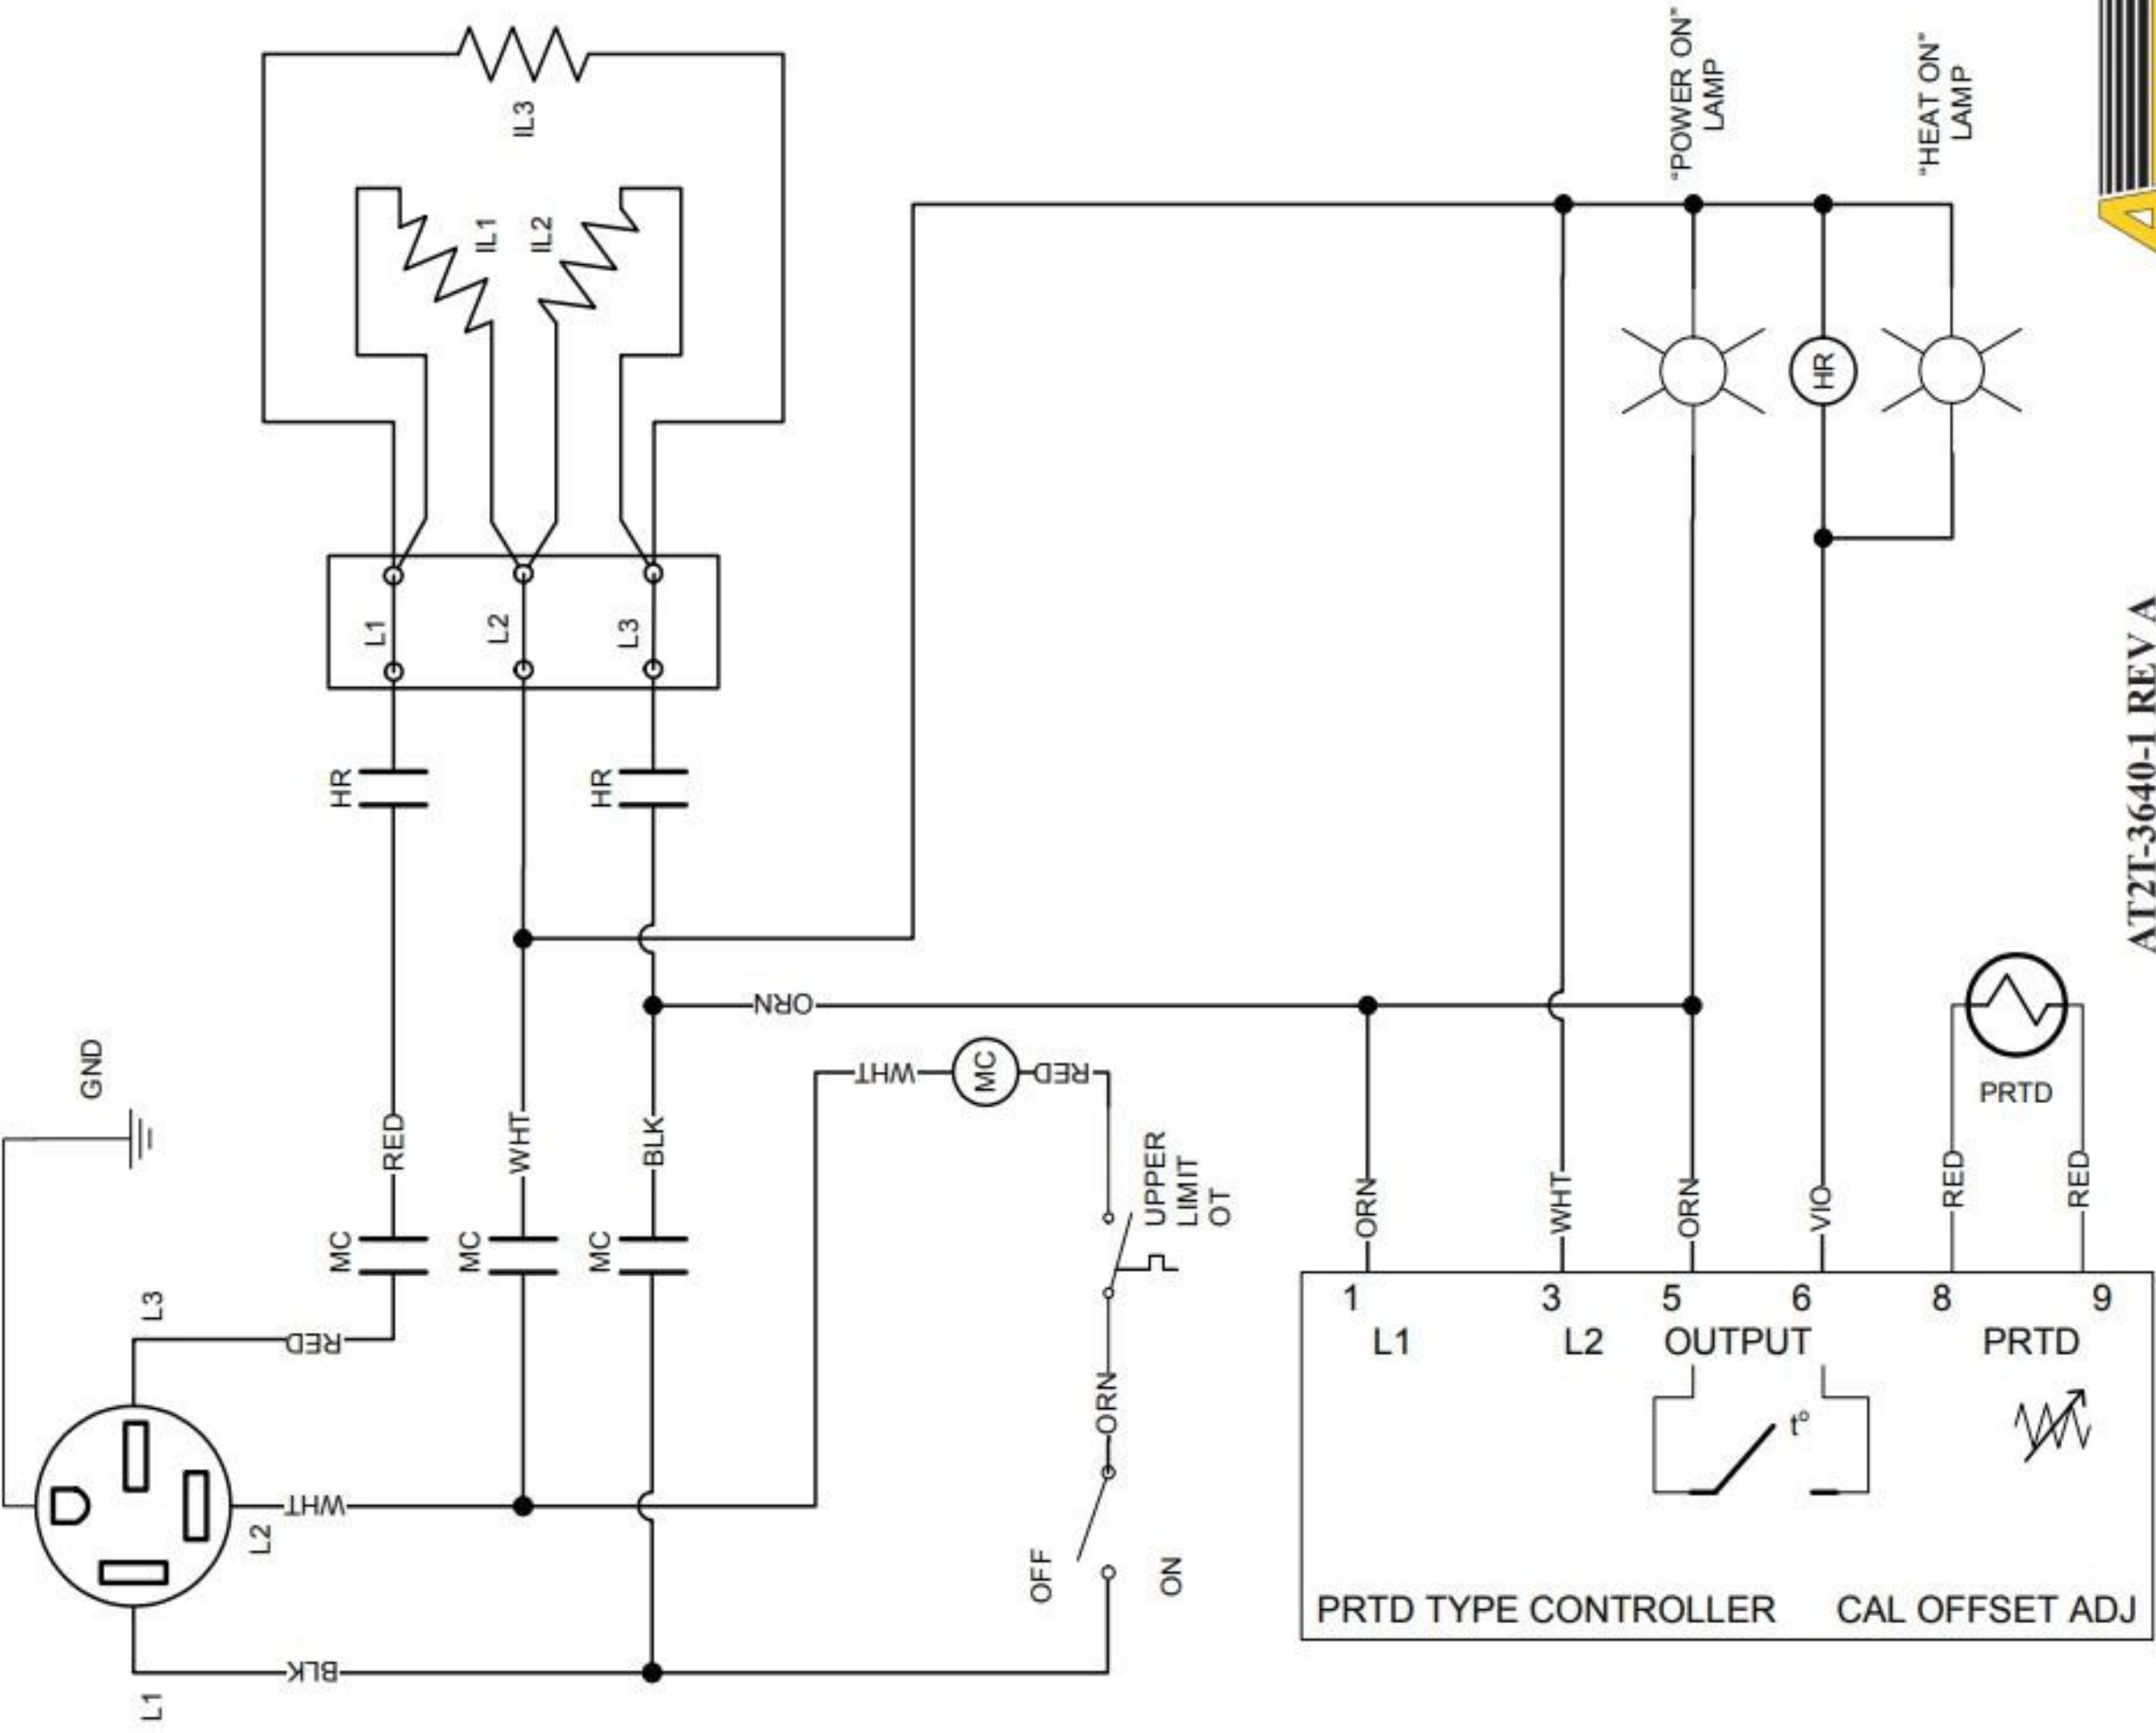 GND
IL3
IL1
IL2
"POWER ON"
LAMP
"HEAT ON"
LAMP
L1
L2
L3
HR
HR
HR
ORN
WHT
MC
RED
RED
WHT
BLK
MC
MC
MC
L3
RED
WHT
L2
BLK
L1
UPPER
LIMIT
OT
ORN
OFF
ON
ORN
WHT
ORN
VIO
RED
RED
PRTD
1
3
5
6
8
9
L1
L2
OUTPUT
PRTD
t°
PRTD TYPE CONTROLLER
CAL OFFSET ADJ
AT2T-3640-1 REV A